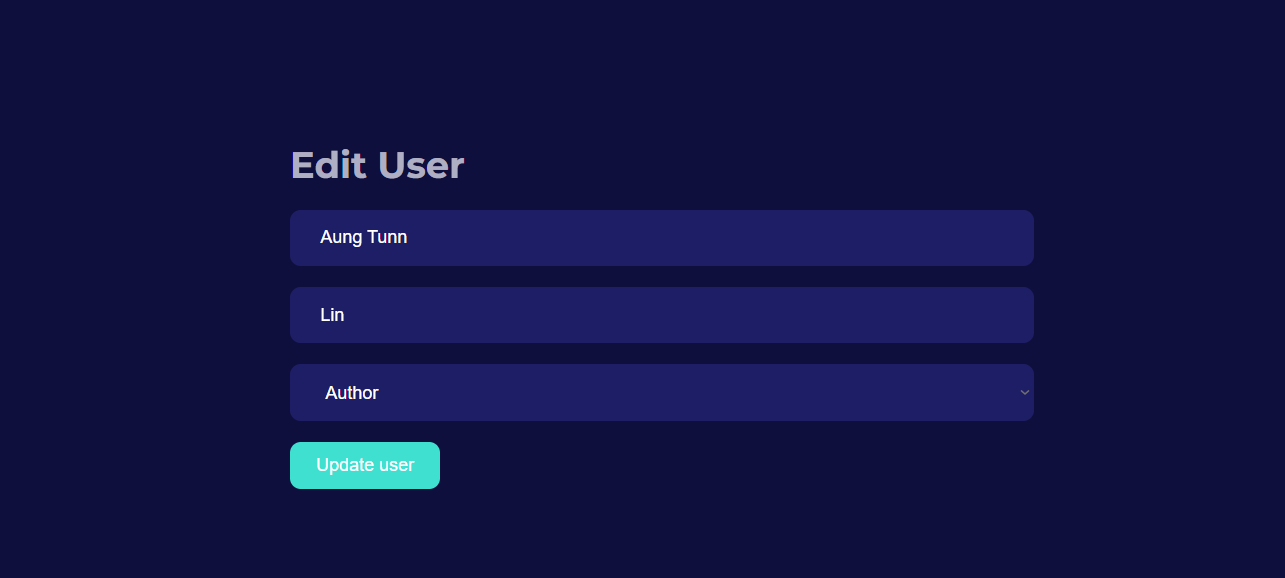 Edit User
Aung Tunn
Lin
Author
Update user